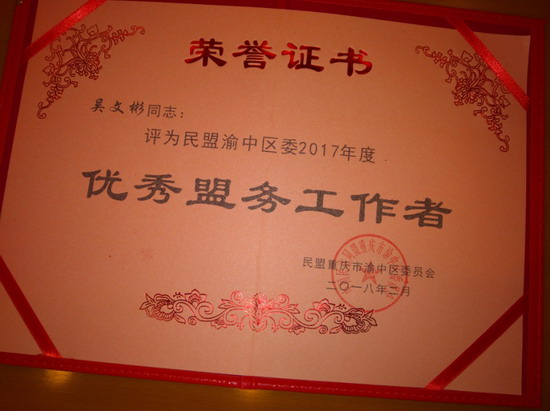 荣誉证书
吴文彬同志：
评为民盟渝中区委2017年度
优秀盟务工作者
民盟重庆市渝中区委员会
二〇一八年二月